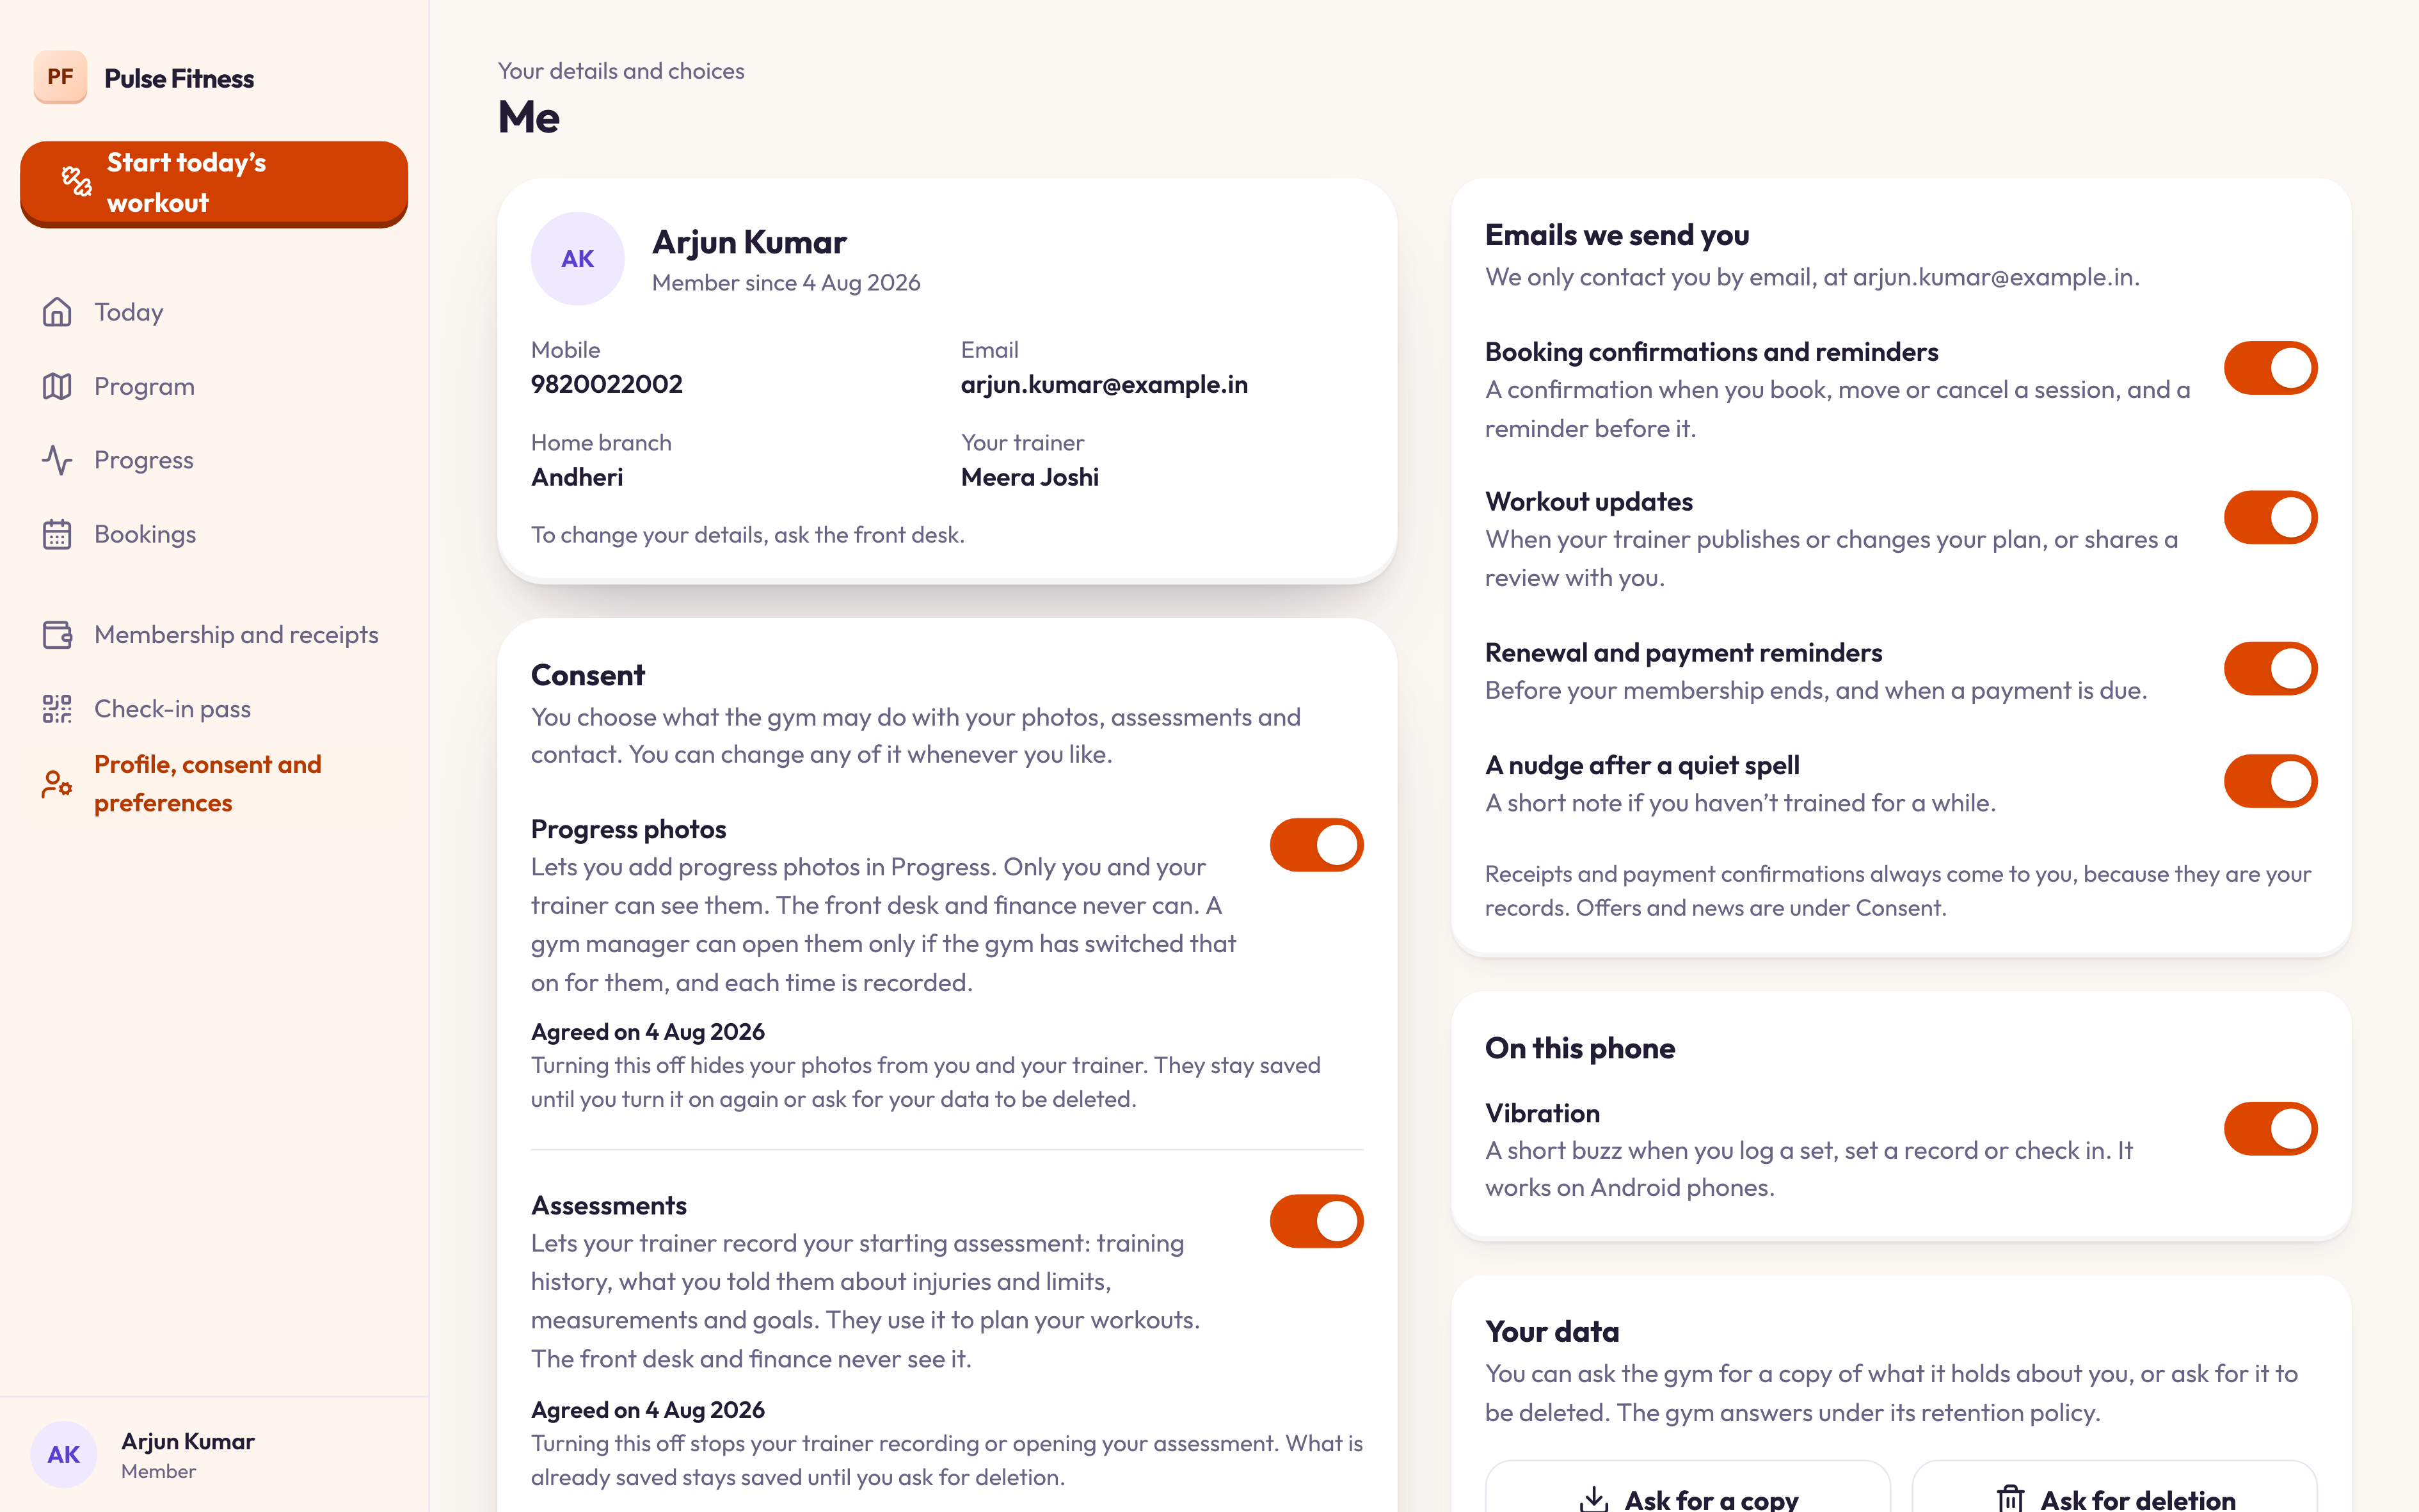 PF
Pulse Fitness
Start today’s
workout
Today
Program
Progress
Bookings
Membership and receipts
Check-in pass
Profile, consent and
preferences
AK
Arjun Kumar
Member
Your details and choices
Me
AK
Arjun Kumar
Member since 4 Aug 2026
Mobile
9820022002
Email
arjun.kumar@example.in
Home branch
Andheri
Your trainer
Meera Joshi
To change your details, ask the front desk.
Consent
You choose what the gym may do with your photos, assessments and
contact. You can change any of it whenever you like.
Progress photos
Lets you add progress photos in Progress. Only you and your
trainer can see them. The front desk and finance never can. A
gym manager can open them only if the gym has switched that
on for them, and each time is recorded.
Agreed on 4 Aug 2026
Turning this off hides your photos from you and your trainer. They stay saved
until you turn it on again or ask for your data to be deleted.
Assessments
Lets your trainer record your starting assessment: training
history, what you told them about injuries and limits,
measurements and goals. They use it to plan your workouts.
The front desk and finance never see it.
Agreed on 4 Aug 2026
Turning this off stops your trainer recording or opening your assessment. What is
already saved stays saved until you ask for deletion.
Emails we send you
We only contact you by email, at arjun.kumar@example.in.
Booking confirmations and reminders
A confirmation when you book, move or cancel a session, and a
reminder before it.
Workout updates
When your trainer publishes or changes your plan, or shares a
review with you.
Renewal and payment reminders
Before your membership ends, and when a payment is due.
A nudge after a quiet spell
A short note if you haven’t trained for a while.
Receipts and payment confirmations always come to you, because they are your
records. Offers and news are under Consent.
On this phone
Vibration
A short buzz when you log a set, set a record or check in. It
works on Android phones.
Your data
You can ask the gym for a copy of what it holds about you, or ask for it to
be deleted. The gym answers under its retention policy.
Ask for a copy
Ask for deletion